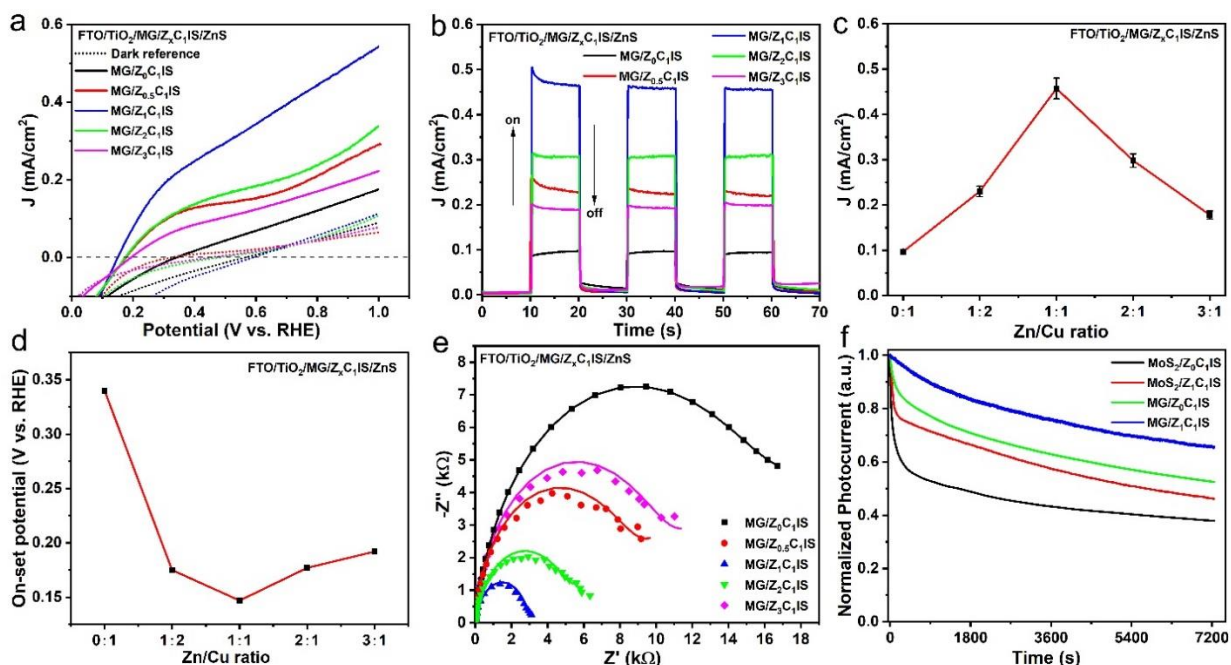 a
FTO/TiO₂/MG/ZₓC₁IS/ZnS
Dark reference
MG/Z₀C₁IS
MG/Z₀.₅C₁IS
MG/Z₁C₁IS
MG/Z₂C₁IS
MG/Z₃C₁IS
J (mA/cm²)
0.6
0.4
0.2
0.0
0.0 0.2 0.4 0.6 0.8 1.0
Potential (V vs. RHE)
b
FTO/TiO₂/MG/ZₓC₁IS/ZnS
MG/Z₀C₁IS
MG/Z₀.₅C₁IS
MG/Z₁C₁IS
MG/Z₂C₁IS
MG/Z₃C₁IS
on
off
J (mA/cm²)
0.6
0.5
0.4
0.3
0.2
0.1
0.0
0 10 20 30 40 50 60 70
Time (s)
c
FTO/TiO₂/MG/ZₓC₁IS/ZnS
J (mA/cm²)
0.6
0.5
0.4
0.3
0.2
0.1
0.0
0:1 1:2 1:1 2:1 3:1
Zn/Cu ratio
d
FTO/TiO₂/MG/ZₓC₁IS/ZnS
On-set potential (V vs. RHE)
0.35
0.30
0.25
0.20
0.15
0:1 1:2 1:1 2:1 3:1
Zn/Cu ratio
e
FTO/TiO₂/MG/ZₓC₁IS/ZnS
-Z'' (kΩ)
9
8
7
6
5
4
3
2
1
0
0 2 4 6 8 10 12 14 16 18
Z' (kΩ)
MG/Z₀C₁IS
MG/Z₀.₅C₁IS
MG/Z₁C₁IS
MG/Z₂C₁IS
MG/Z₃C₁IS
f
MoS₂/Z₀C₁IS
MoS₂/Z₁C₁IS
MG/Z₀C₁IS
MG/Z₁C₁IS
Normalized Photocurrent (a.u.)
1.0
0.8
0.6
0.4
0.2
0.0
0 1800 3600 5400 7200
Time (s)